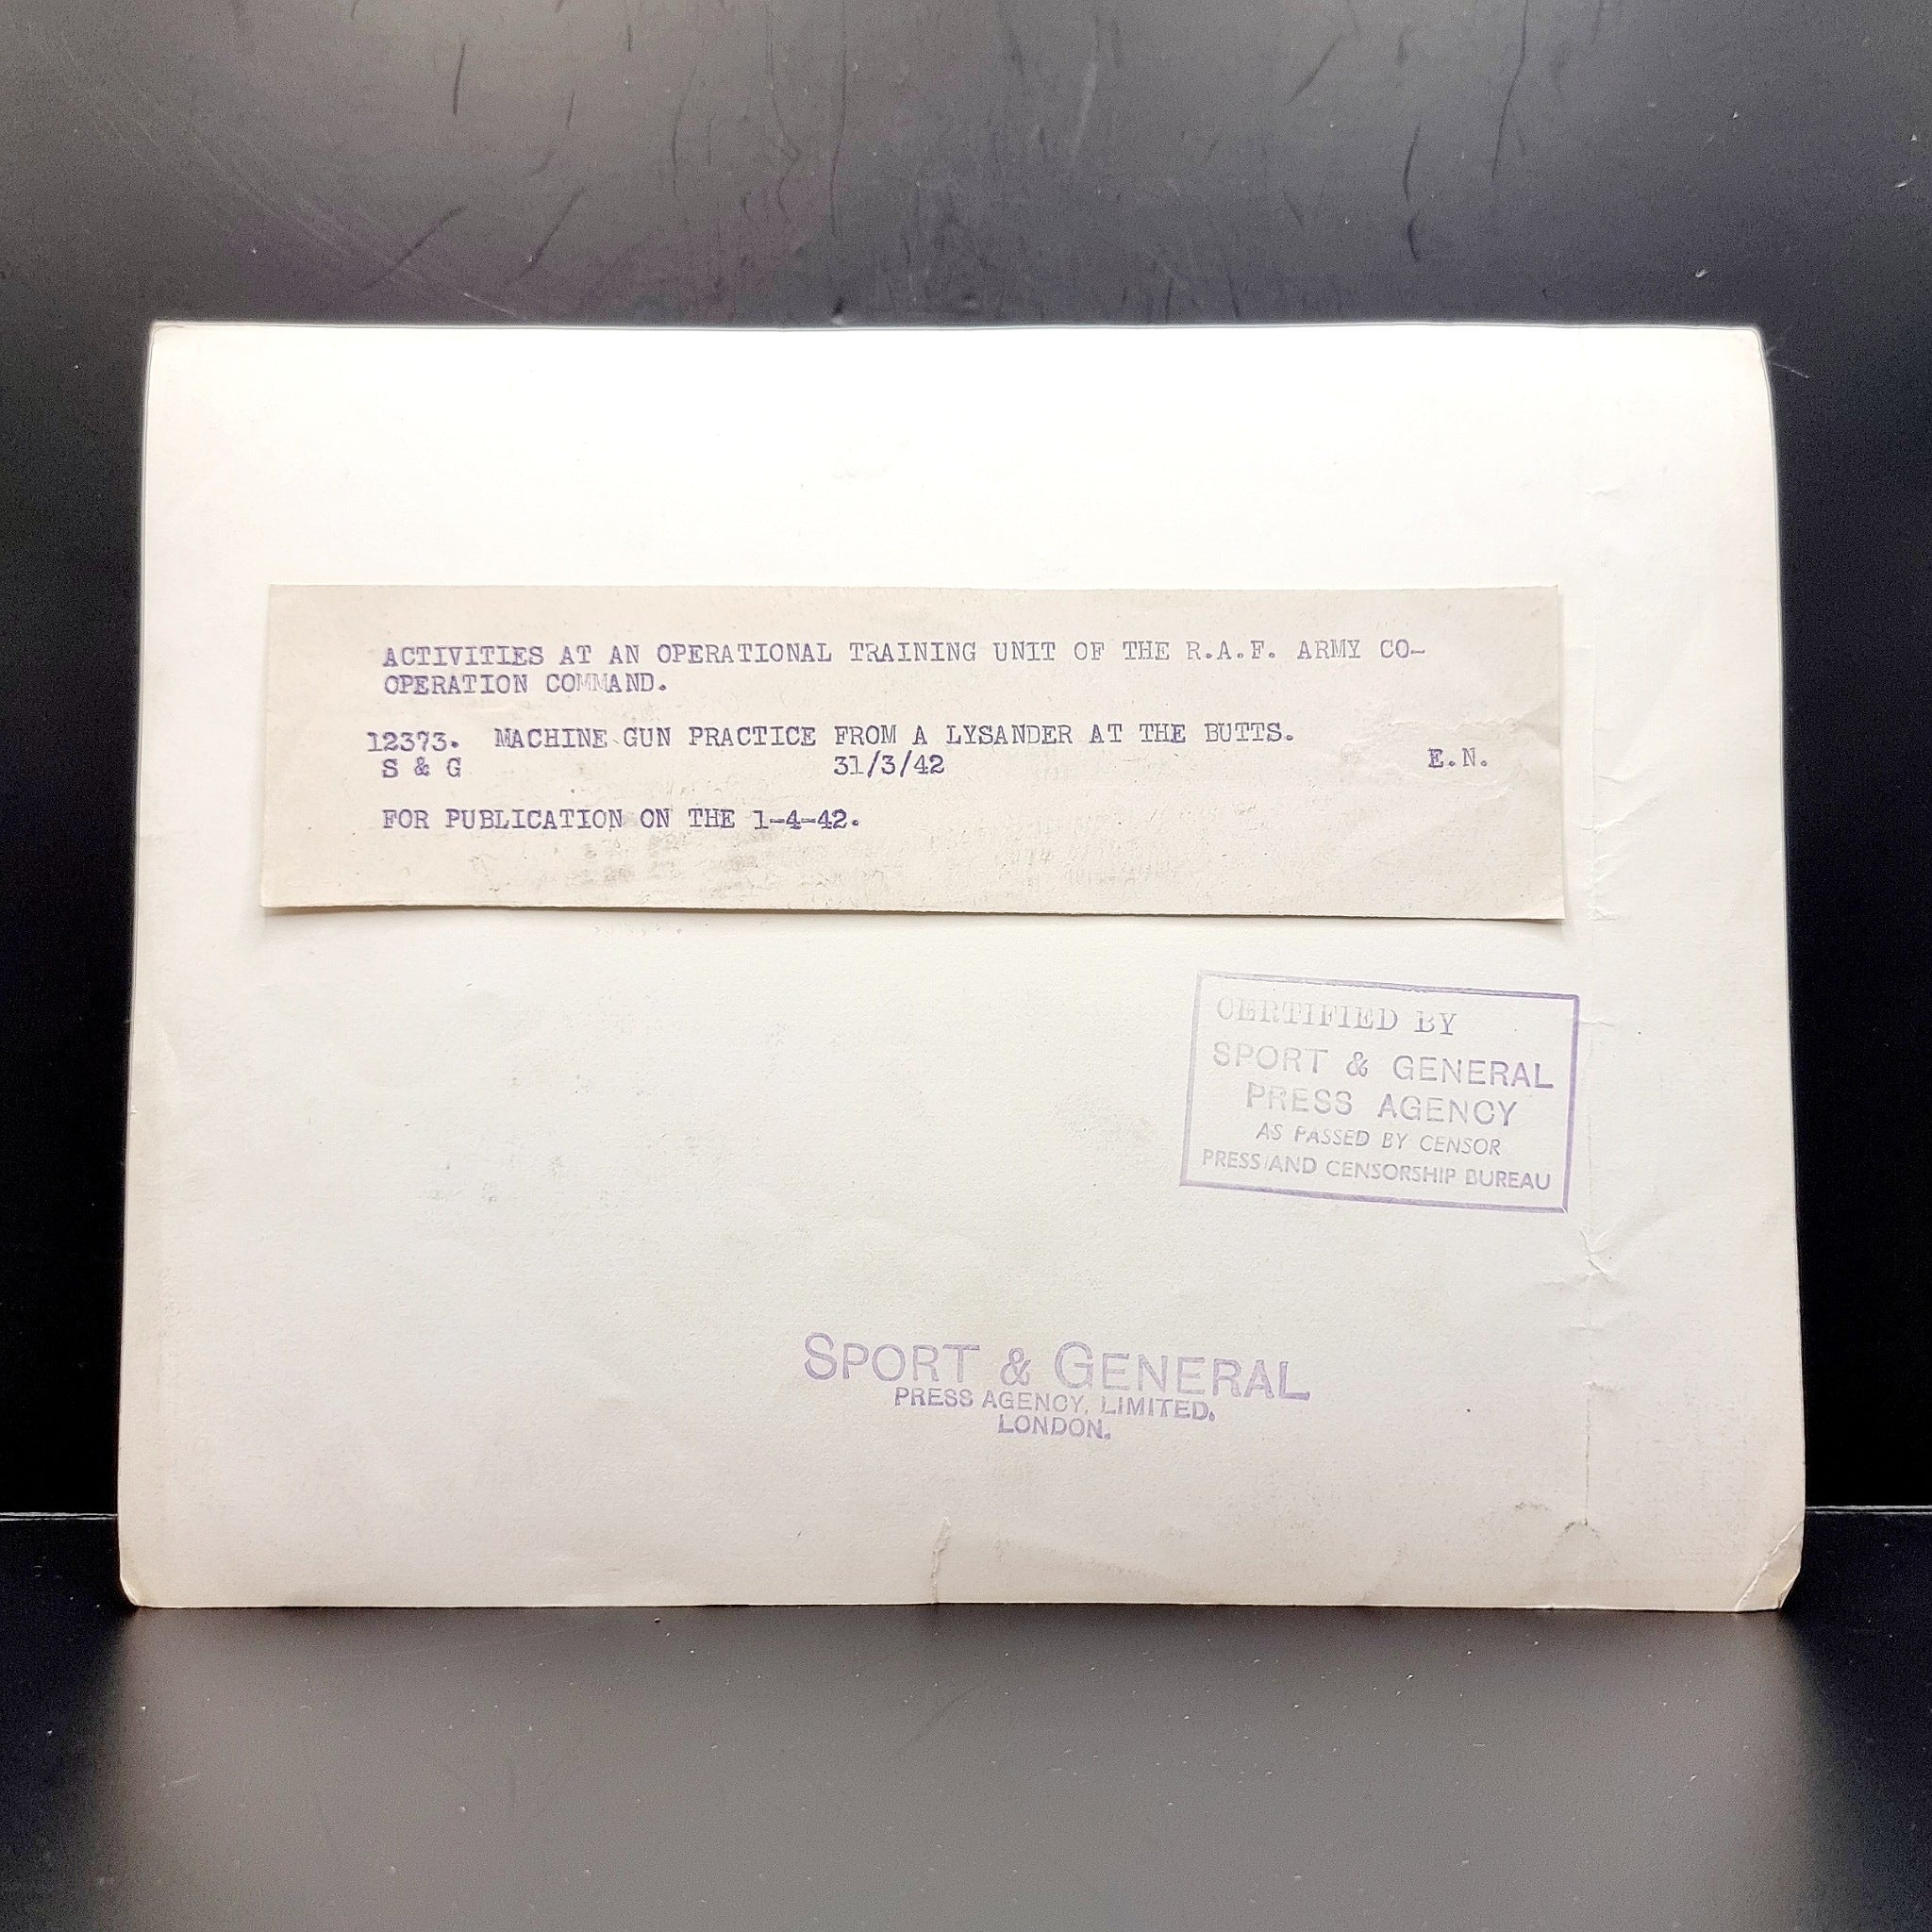 ACTIVITIES AT AN OPERATIONAL TRAINING UNIT OF THE R.A.F. ARMY CO-
OPERATION COMMAND.
12373. MACHINE GUN PRACTICE FROM A LYSANDER AT THE BUTTS.
S & G 31/3/42 E.N.
FOR PUBLICATION ON THE 1-4-42.
CERTIFIED BY
SPORT & GENERAL
PRESS AGENCY
AS PASSED BY CENSOR
PRESS AND CENSORSHIP BUREAU
SPORT & GENERAL
PRESS AGENCY, LIMITED.
LONDON.